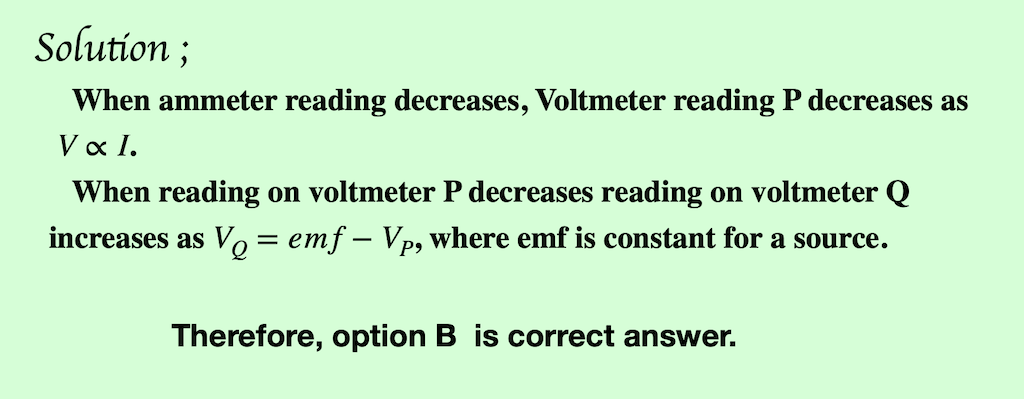 Solution ;
When ammeter reading decreases, Voltmeter reading P decreases as
V ∝ I.
When reading on voltmeter P decreases reading on voltmeter Q
increases as V_Q = emf − V_P, where emf is constant for a source.
Therefore, option B is correct answer.